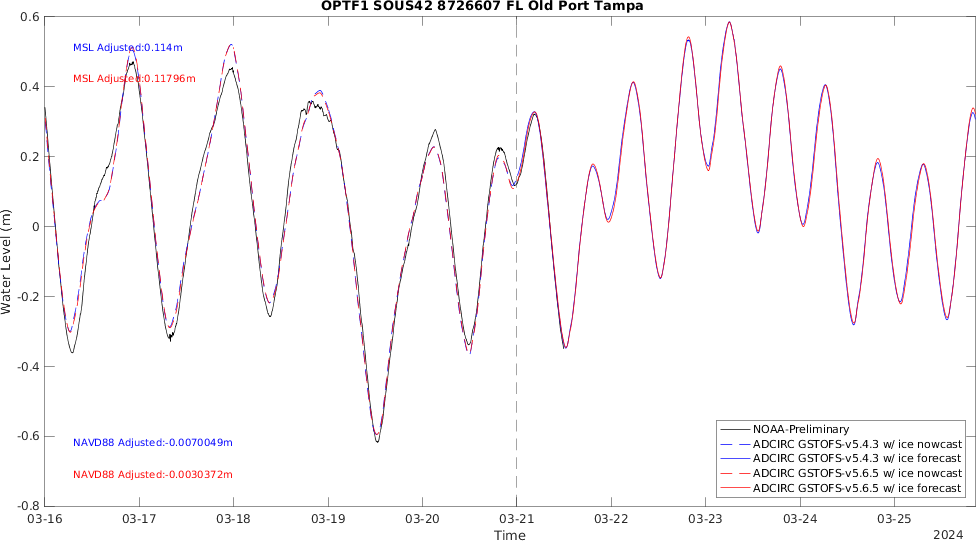 OPTF1 SOUS42 8726607 FL Old Port Tampa
0.6
0.4
0.2
0
-0.2
-0.4
-0.6
-0.8
Water Level (m)
MSL Adjusted:0.114m
MSL Adjusted:0.11796m
NAVD88 Adjusted:-0.0070049m
NAVD88 Adjusted:-0.0030372m
NOAA-Preliminary
ADCIRC GSTOFS-v5.4.3 w/ ice nowcast
ADCIRC GSTOFS-v5.4.3 w/ ice forecast
ADCIRC GSTOFS-v5.6.5 w/ ice nowcast
ADCIRC GSTOFS-v5.6.5 w/ ice forecast
03-16 03-17 03-18 03-19 03-20 03-21 03-22 03-23 03-24 03-25
Time
2024